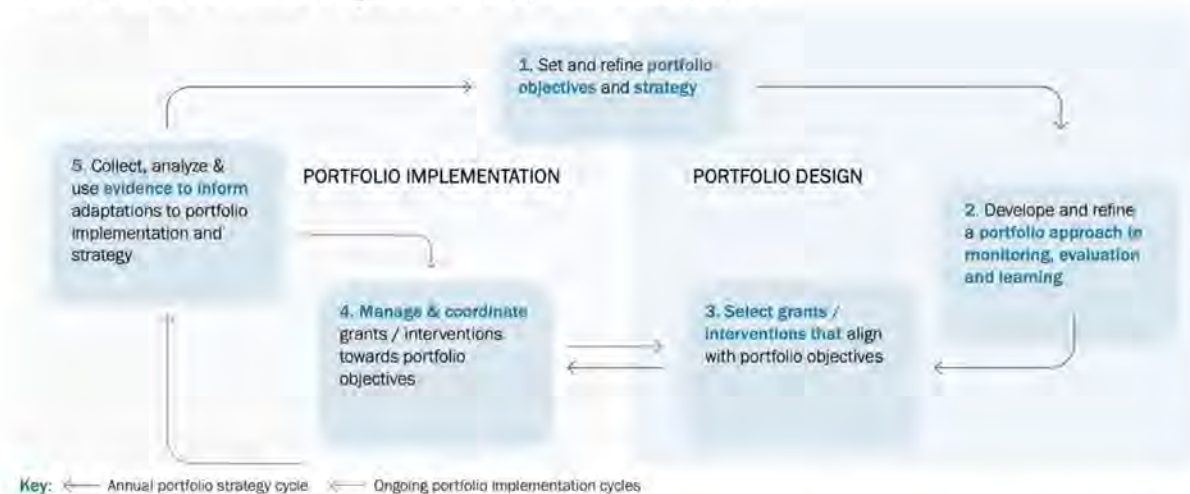 1. Set and refine portfolio
objectives and strategy
5. Collect, analyze &
use evidence to inform
adaptations to portfolio
implementation and
strategy
PORTFOLIO IMPLEMENTATION
PORTFOLIO DESIGN
2. Develope and refine
a portfolio approach in
monitoring, evaluation
and learning
4. Manage & coordinate
grants / interventions
towards portfolio
objectives
3. Select grants /
interventions that align
with portfolio objectives
Key: Annual portfolio strategy cycle Ongoing portfolio implementation cycles